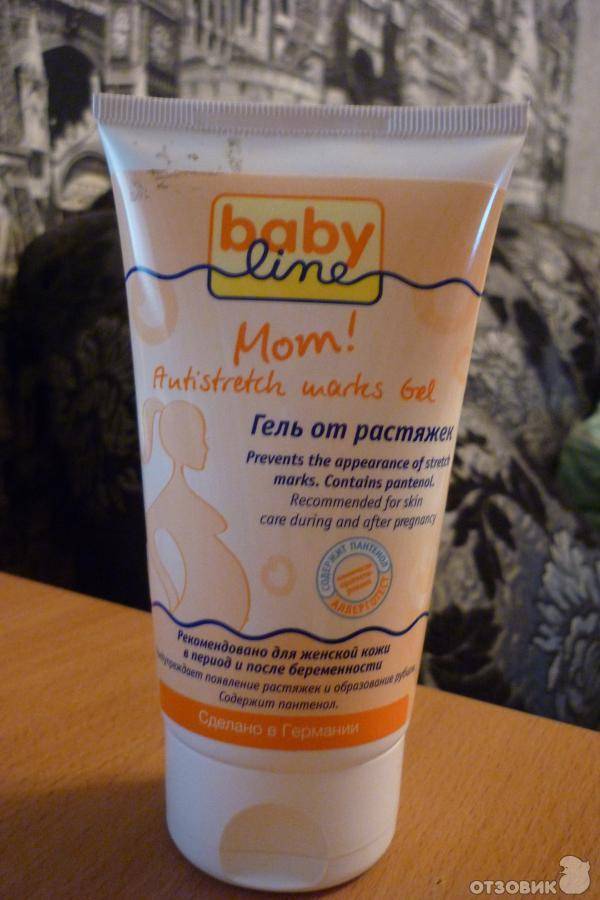 baby
line
Mom!
Antistretch marks Gel
Гель от растяжек
Prevents the appearance of stretch
marks. Contains pantenol.
Recommended for skin
care during and after pregnancy
СОДЕРЖИТ ПАНТЕНОЛ
АЛЛЕРГОТЕСТ
Рекомендовано для женской кожи
в период и после беременности
появление растяжек и образование рубцов.
Содержит пантенол.
Сделано в Германии
ОТЗОВИК